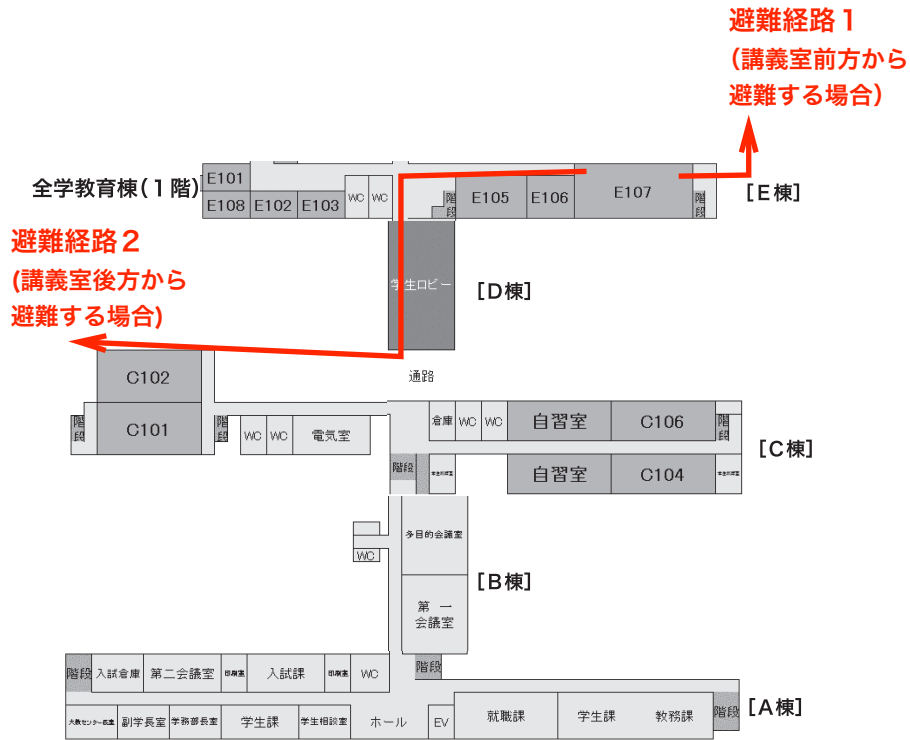 避難経路1
(講義室前方から
避難する場合)
全学教育棟(1階)
E101
E108
E102
E103
WC
WC
階段
E105
E106
E107
階段
[E棟]
避難経路2
(講義室後方から
避難する場合)
学生ロビー
[D棟]
通路
C102
C101
階段
階段
WC
WC
電気室
倉庫
WC
WC
自習室
C106
階段
[C棟]
階段
自習室
C104
WC
多目的会議室
[B棟]
第一
会議室
階段
入試倉庫
第二会議室
印刷室
入試課
印刷室
WC
階段
副学長室
学務部長室
学生課
学生相談室
ホール
EV
就職課
学生課
教務課
階段
[A棟]